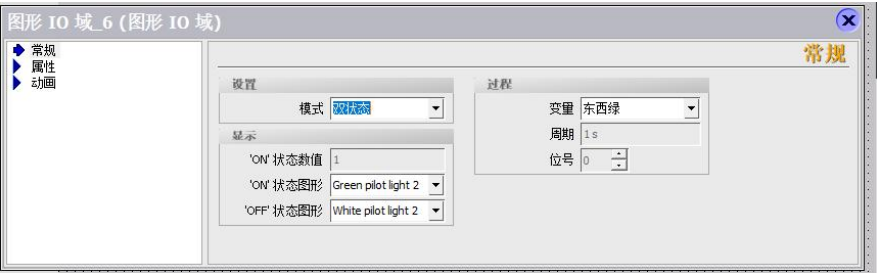 图形 IO 域_6 (图形 IO 域)
常规
属性
动画
常规
设置
模式 双状态
显示
'ON' 状态数值 1
'ON' 状态图形 Green pilot light 2
'OFF' 状态图形 White pilot light 2
过程
变量 东西绿
周期 1 s
位号 0